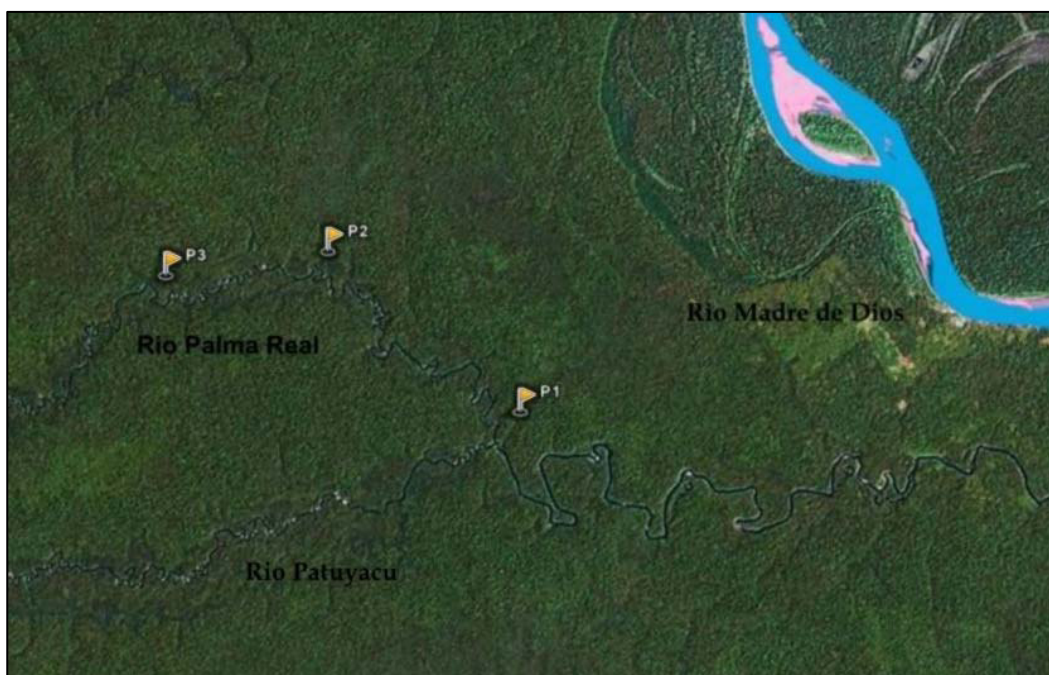 P2
P3
Rio Madre de Dios
Rio Palma Real
P1
Rio Patuyacu